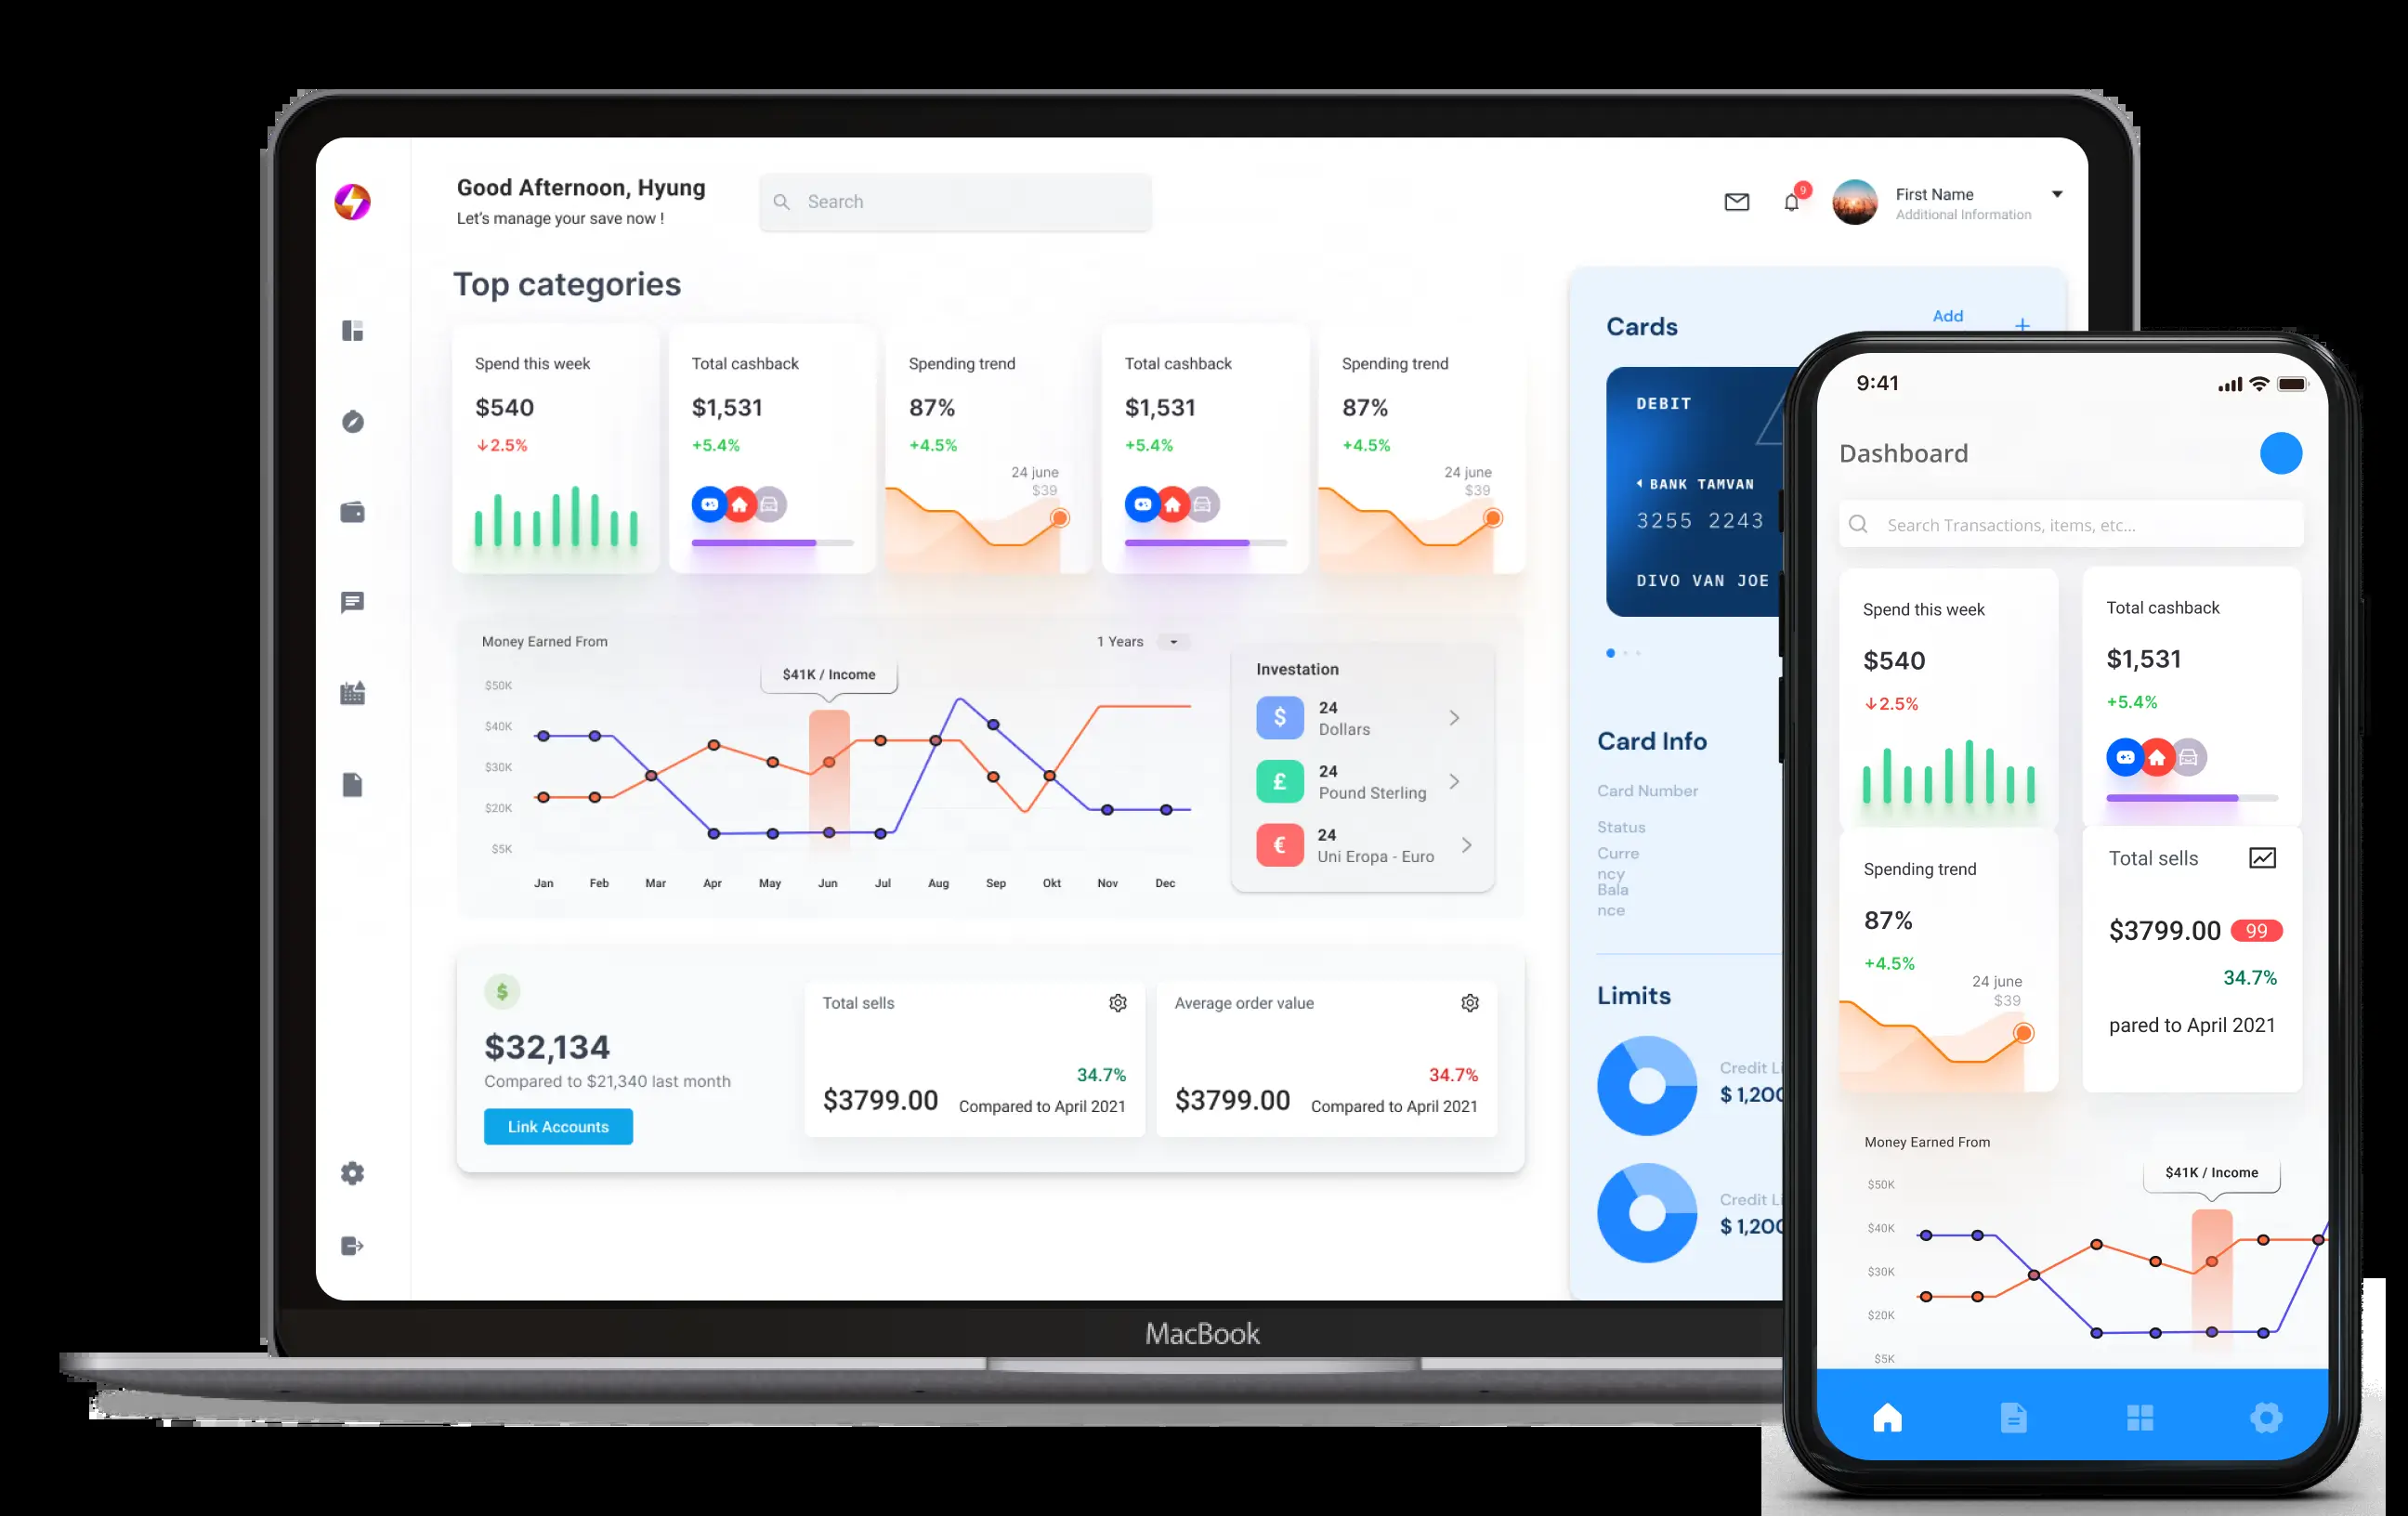 Good Afternoon, Hyung
Let's manage your save now !
Search
9
First Name
Additional Information
Top categories
Spend this week
$540
↓2.5%
Total cashback
$1,531
+5.4%
Spending trend
87%
+4.5%
24 june
$39
Total cashback
$1,531
+5.4%
Spending trend
87%
+4.5%
24 june
$39
Money Earned From
1 Years
$41K / Income
$50K
$40K
$30K
$20K
$5K
Jan Feb Mar Apr May Jun Jul Aug Sep Okt Nov Dec
Investation
$
24
Dollars
£
24
Pound Sterling
€
24
Uni Eropa - Euro
$
$32,134
Compared to $21,340 last month
Link Accounts
Total sells
34.7%
$3799.00
Compared to April 2021
Average order value
34.7%
$3799.00
Compared to April 2021
Cards
Add
+
DEBIT
BANK TAMVAN
3255 2243
DIVO VAN JOE
Card Info
Card Number
Status
Curre
ncy
Bala
nce
Limits
Credit Li
$ 1,200
Credit Li
$ 1,200
MacBook
9:41
Dashboard
Search Transactions, items, etc...
Spend this week
$540
↓2.5%
Total cashback
$1,531
+5.4%
Spending trend
87%
+4.5%
24 june
$39
Total sells
$3799.00
99
34.7%
pared to April 2021
Money Earned From
$41K / Income
$50K
$40K
$30K
$20K
$5K